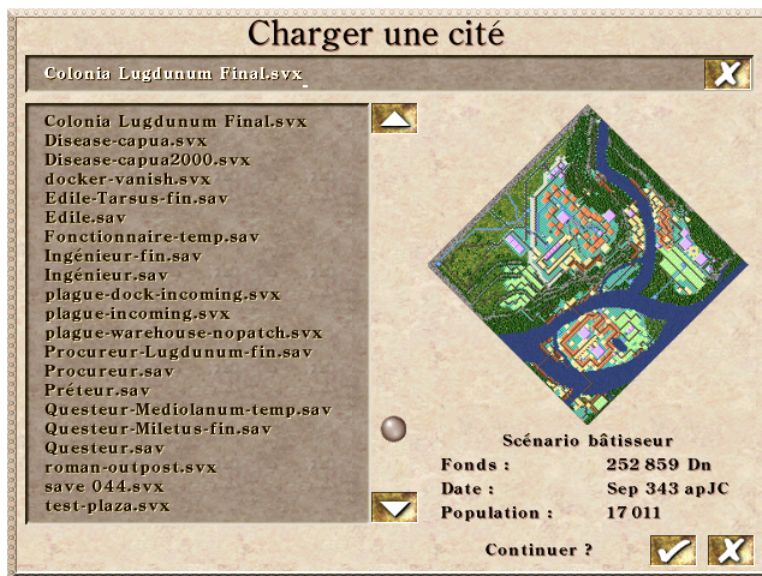 Charger une cité
Colonia Lugdunum Final.svx_
Colonia Lugdunum Final.svx
Disease-capua.svx
Disease-capua2000.svx
docker-vanish.svx
Edile-Tarsus-fin.sav
Edile.sav
Fonctionnaire-temp.sav
Ingénieur-fin.sav
Ingénieur.sav
plague-dock-incoming.svx
plague-incoming.svx
plague-warehouse-nopatch.svx
Procureur-Lugdunum-fin.sav
Procureur.sav
Préteur.sav
Questeur-Mediolanum-temp.sav
Questeur-Miletus-fin.sav
Questeur.sav
roman-outpost.svx
save 044.svx
test-plaza.svx
Scénario bâtisseur
Fonds : 252 859 Dn
Date : Sep 343 apJC
Population : 17 011
Continuer ?